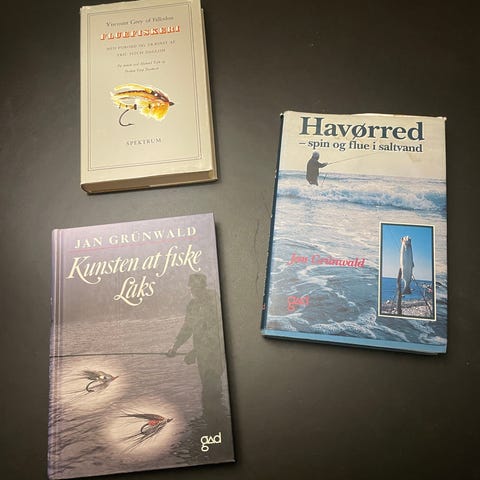 Viscount Grey of Fallodon
FLUEFISKERI
SPEKTRUM
Havørred
– spin og flue i saltvand
Jan Grünwald
gad
JAN GRÜNWALD
Kunsten at fiske
Laks
gad